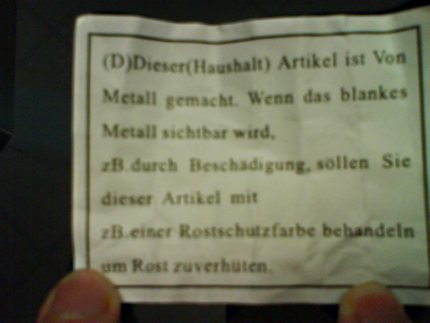 (D)Dieser(Haushalt) Artikel ist Von
Metall gemacht. Wenn das blankes
Metall sichtbar wird,
zB.durch Beschädigung, söllen Sie
dieser Artikel mit
zB.einer Rostschutzfarbe behandeln
um Rost zuverhüten.